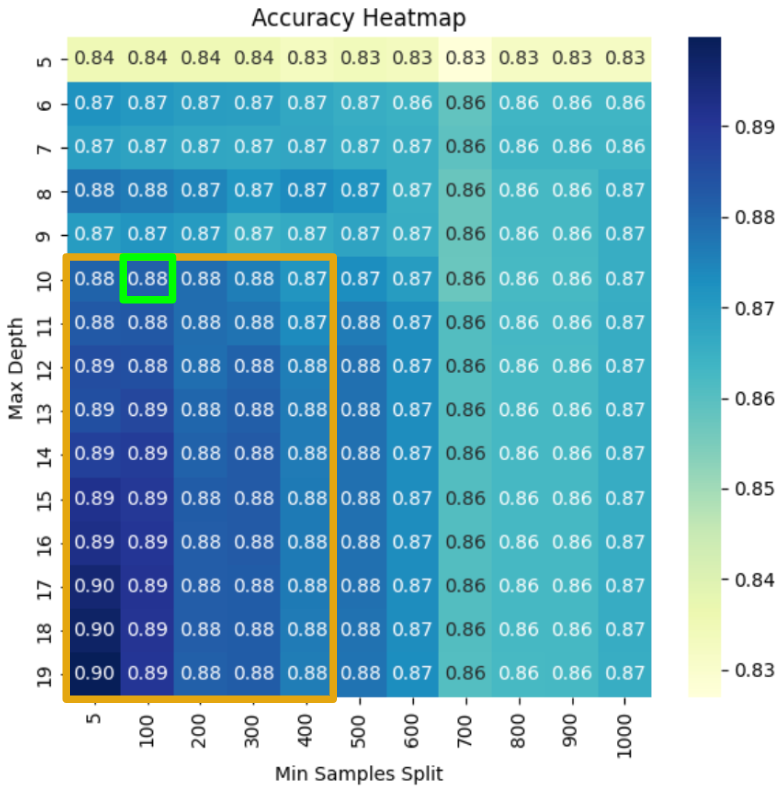 Accuracy Heatmap
5 0.84 0.84 0.84 0.84 0.83 0.83 0.83 0.83 0.83 0.83 0.83
6 0.87 0.87 0.87 0.87 0.87 0.87 0.86 0.86 0.86 0.86 0.86
7 0.87 0.87 0.87 0.87 0.87 0.87 0.87 0.86 0.86 0.86 0.86
8 0.88 0.88 0.87 0.87 0.87 0.87 0.87 0.86 0.86 0.86 0.87
9 0.87 0.87 0.87 0.87 0.87 0.87 0.87 0.86 0.86 0.86 0.87
10 0.88 0.88 0.88 0.88 0.87 0.87 0.87 0.86 0.86 0.86 0.87
11 0.88 0.88 0.88 0.88 0.87 0.88 0.87 0.86 0.86 0.86 0.87
12 0.89 0.88 0.88 0.88 0.88 0.88 0.87 0.86 0.86 0.86 0.87
13 0.89 0.89 0.88 0.88 0.88 0.88 0.87 0.86 0.86 0.86 0.87
14 0.89 0.89 0.88 0.88 0.88 0.88 0.87 0.86 0.86 0.86 0.87
15 0.89 0.89 0.88 0.88 0.88 0.88 0.87 0.86 0.86 0.86 0.87
16 0.89 0.89 0.88 0.88 0.88 0.88 0.87 0.86 0.86 0.86 0.87
17 0.90 0.89 0.88 0.88 0.88 0.88 0.87 0.86 0.86 0.86 0.87
18 0.90 0.89 0.88 0.88 0.88 0.88 0.87 0.86 0.86 0.86 0.87
19 0.90 0.89 0.88 0.88 0.88 0.88 0.87 0.86 0.86 0.86 0.87
5 100 200 300 400 500 600 700 800 900 1000
Min Samples Split
Max Depth
0.89
0.88
0.87
0.86
0.85
0.84
0.83